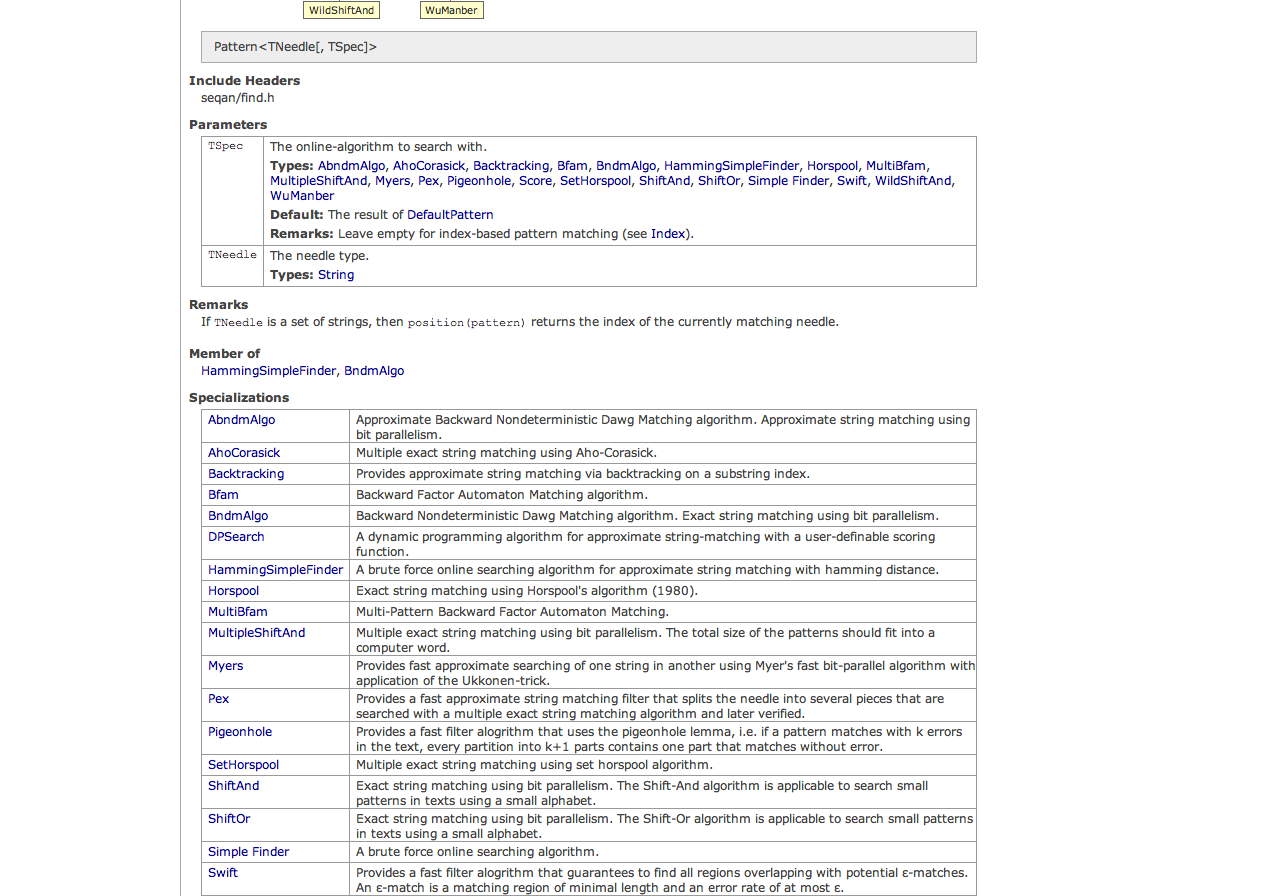 WildShiftAnd WuManber
Pattern<TNeedle[, TSpec]>
Include Headers
seqan/find.h
Parameters
TSpec The online-algorithm to search with.
Types: AbndmAlgo, AhoCorasick, Backtracking, Bfam, BndmAlgo, HammingSimpleFinder, Horspool, MultiBfam,
MultipleShiftAnd, Myers, Pex, Pigeonhole, Score, SetHorspool, ShiftAnd, ShiftOr, Simple Finder, Swift, WildShiftAnd,
WuManber
Default: The result of DefaultPattern
Remarks: Leave empty for index-based pattern matching (see Index).
TNeedle The needle type.
Types: String
Remarks
If TNeedle is a set of strings, then position(pattern) returns the index of the currently matching needle.
Member of
HammingSimpleFinder, BndmAlgo
Specializations
AbndmAlgo Approximate Backward Nondeterministic Dawg Matching algorithm. Approximate string matching using
bit parallelism.
AhoCorasick Multiple exact string matching using Aho-Corasick.
Backtracking Provides approximate string matching via backtracking on a substring index.
Bfam Backward Factor Automaton Matching algorithm.
BndmAlgo Backward Nondeterministic Dawg Matching algorithm. Exact string matching using bit parallelism.
DPSearch A dynamic programming algorithm for approximate string-matching with a user-definable scoring
function.
HammingSimpleFinder A brute force online searching algorithm for approximate string matching with hamming distance.
Horspool Exact string matching using Horspool's algorithm (1980).
MultiBfam Multi-Pattern Backward Factor Automaton Matching.
MultipleShiftAnd Multiple exact string matching using bit parallelism. The total size of the patterns should fit into a
computer word.
Myers Provides fast approximate searching of one string in another using Myer's fast bit-parallel algorithm with
application of the Ukkonen-trick.
Pex Provides a fast approximate string matching filter that splits the needle into several pieces that are
searched with a multiple exact string matching algorithm and later verified.
Pigeonhole Provides a fast filter alogrithm that uses the pigeonhole lemma, i.e. if a pattern matches with k errors
in the text, every partition into k+1 parts contains one part that matches without error.
SetHorspool Multiple exact string matching using set horspool algorithm.
ShiftAnd Exact string matching using bit parallelism. The Shift-And algorithm is applicable to search small
patterns in texts using a small alphabet.
ShiftOr Exact string matching using bit parallelism. The Shift-Or algorithm is applicable to search small patterns
in texts using a small alphabet.
Simple Finder A brute force online searching algorithm.
Swift Provides a fast filter alogrithm that guarantees to find all regions overlapping with potential ε-matches.
An ε-match is a matching region of minimal length and an error rate of at most ε.